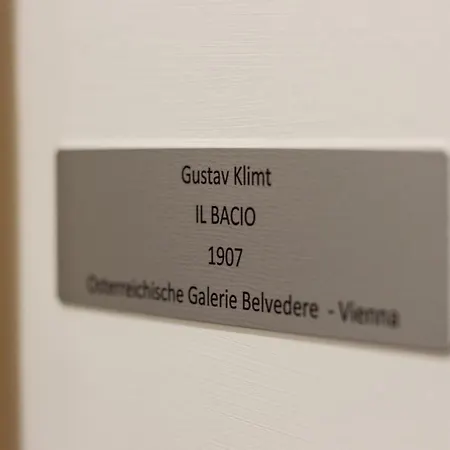 Gustav Klimt
IL BACIO
1907
Osterreichische Galerie Belvedere - Vienna